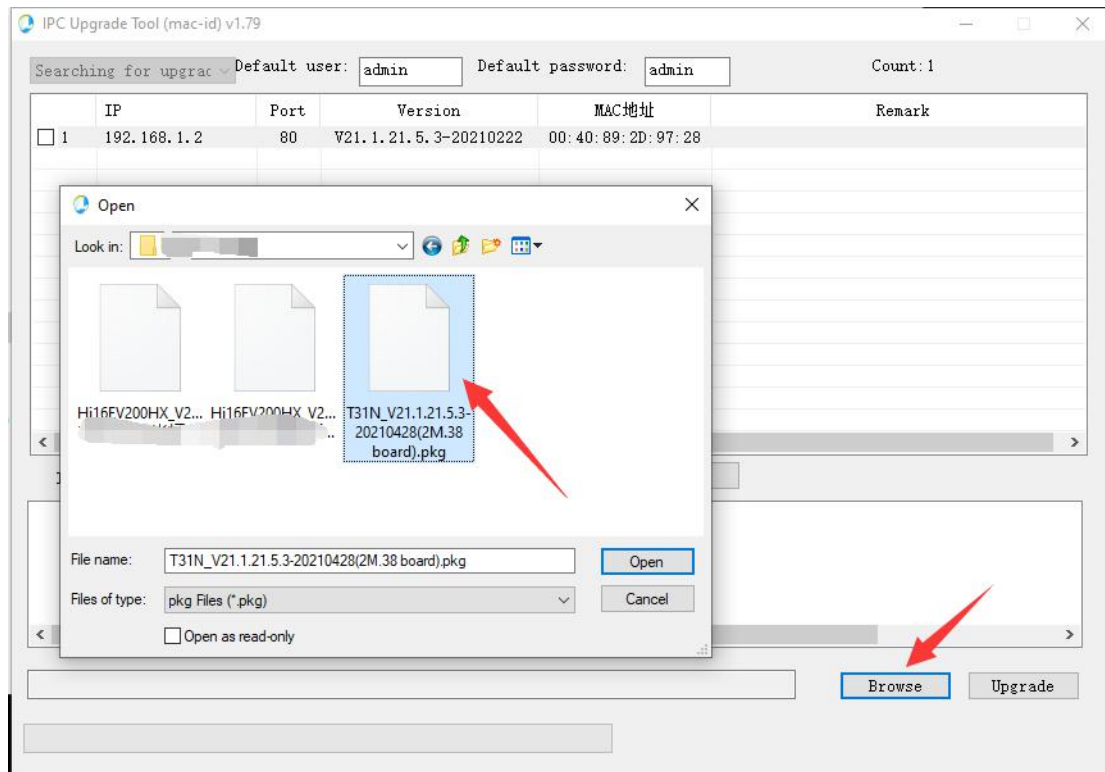 IPC Upgrade Tool (mac-id) v1.79
Searching for upgrac Default user: admin Default password: admin Count:1
IP Port Version MAC地址 Remark
1 192.168.1.2 80 V21.1.21.5.3-20210222 00:40:89:2D:97:28
Open
Look in:
Hi16EV200HX_V2... Hi16EV200HX_V2... T31N_V21.1.21.5.3-
20210428(2M.38
board).pkg
File name: T31N_V21.1.21.5.3-20210428(2M.38 board).pkg Open
Files of type: pkg Files (*.pkg) Cancel
Open as read-only
Browse Upgrade